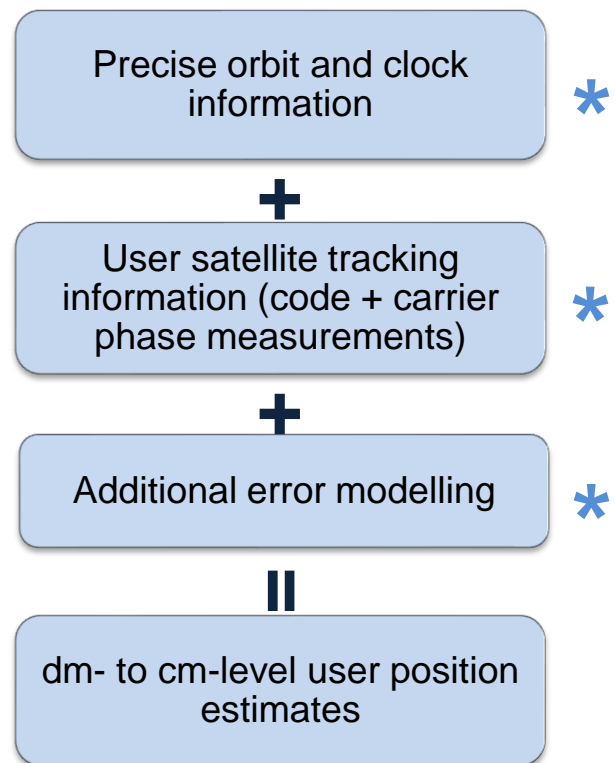 Precise orbit and clock
information
*
+
User satellite tracking
information (code + carrier
phase measurements)
*
+
Additional error modelling
*
=
dm- to cm-level user position
estimates